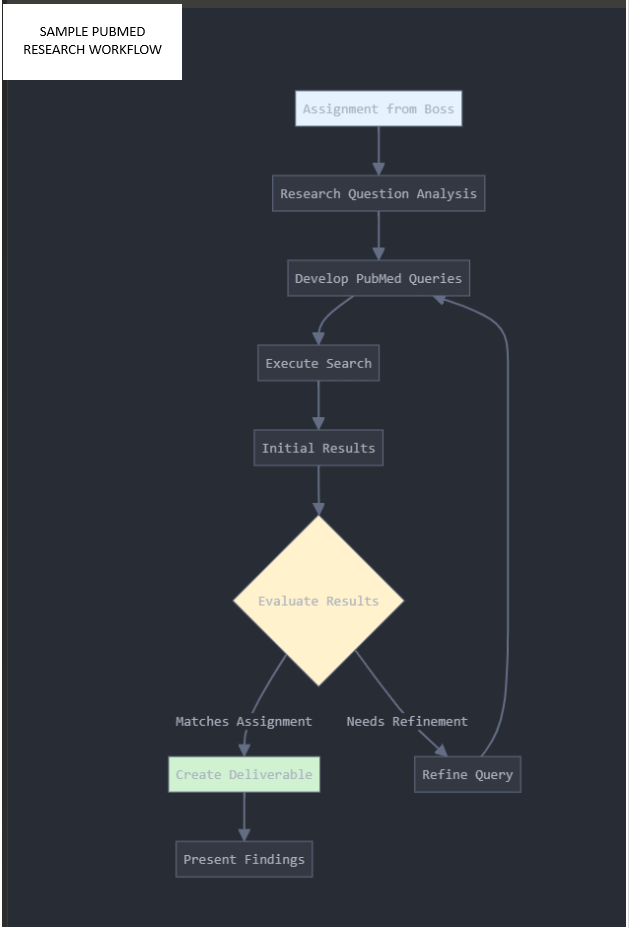 SAMPLE PUBMED
RESEARCH WORKFLOW
Assignment from Boss
Research Question Analysis
Develop PubMed Queries
Execute Search
Initial Results
Evaluate Results
Matches Assignment
Needs Refinement
Create Deliverable
Refine Query
Present Findings